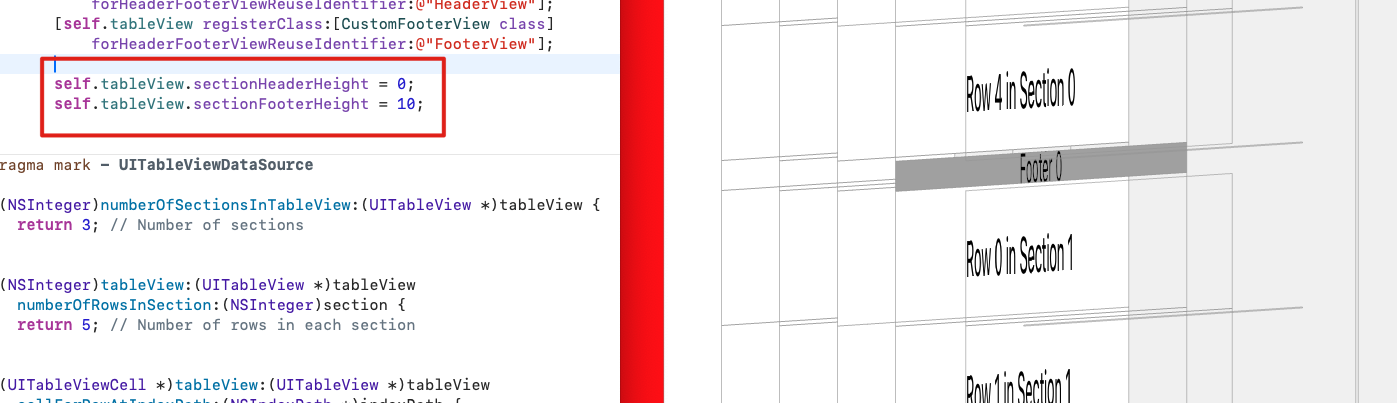 forHeaderFooterViewReuseIdentifier:@"HeaderView"];
[self.tableView registerClass:[CustomFooterView class]
forHeaderFooterViewReuseIdentifier:@"FooterView"];
self.tableView.sectionHeaderHeight = 0;
self.tableView.sectionFooterHeight = 10;
ragma mark – UITableViewDataSource
(NSInteger)numberOfSectionsInTableView:(UITableView *)tableView {
return 3; // Number of sections
(NSInteger)tableView:(UITableView *)tableView
numberOfRowsInSection:(NSInteger)section {
return 5; // Number of rows in each section
(UITableViewCell *)tableView:(UITableView *)tableView
cellForRowAtIndexPath:(NSIndexPath *)indexPath {
Row 4 in Section 0
Footer 0
Row 0 in Section 1
Row 1 in Section 1